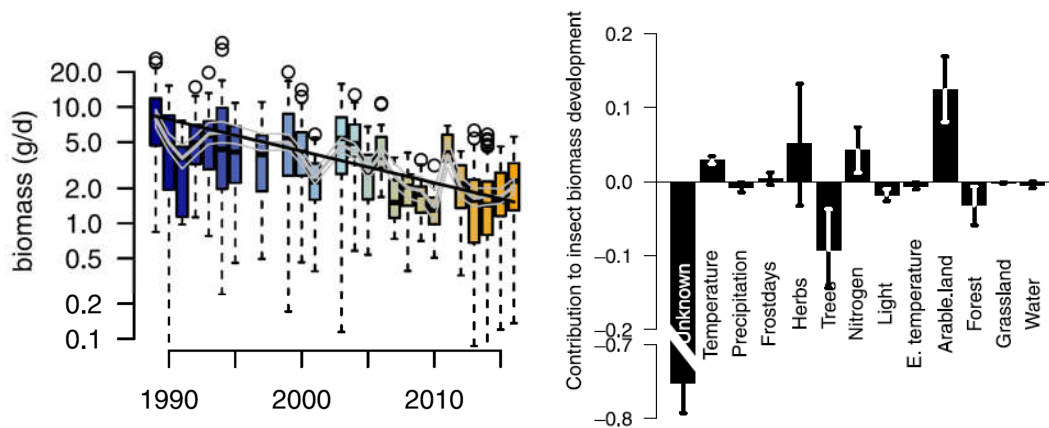 biomass (g/d)
20.0
10.0
5.0
2.0
1.0
0.5
0.2
0.1
1990 2000 2010
Contribution to insect biomass development
0.2
0.1
0.0
−0.1
−0.2
−0.7
−0.8
Unknown
Temperature
Precipitation
Frostdays
Herbs
Trees
Nitrogen
Light
E. temperature
Arable.land
Forest
Grassland
Water